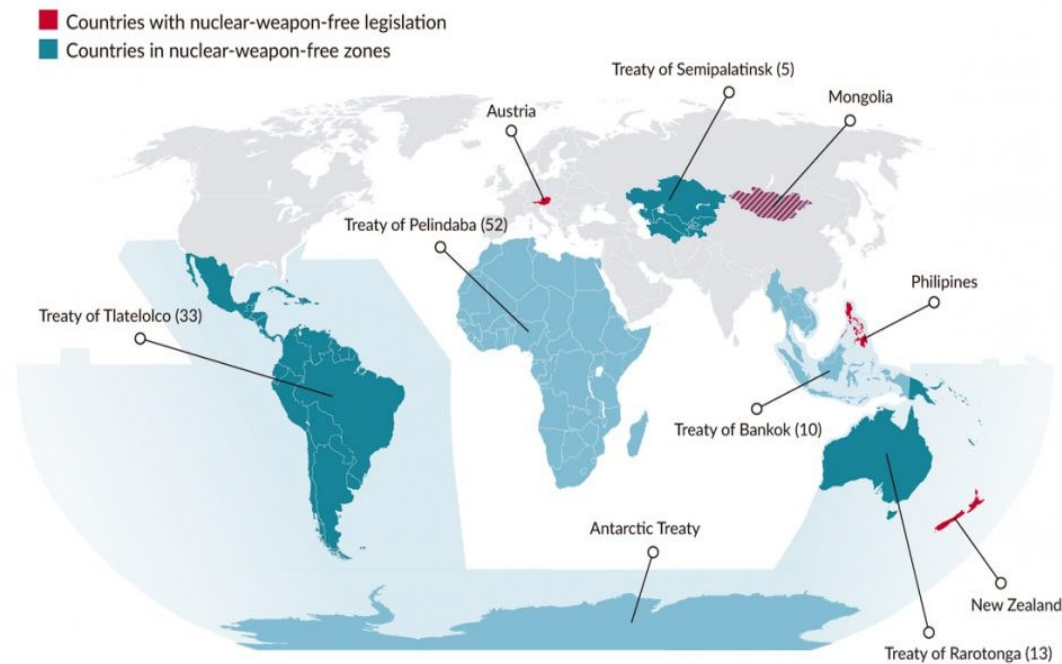 Countries with nuclear-weapon-free legislation
Countries in nuclear-weapon-free zones
Treaty of Semipalatinsk (5)
Mongolia
Austria
Treaty of Pelindaba (52)
Philipines
Treaty of Tlatelolco (33)
Treaty of Bankok (10)
Antarctic Treaty
New Zealand
Treaty of Rarotonga (13)